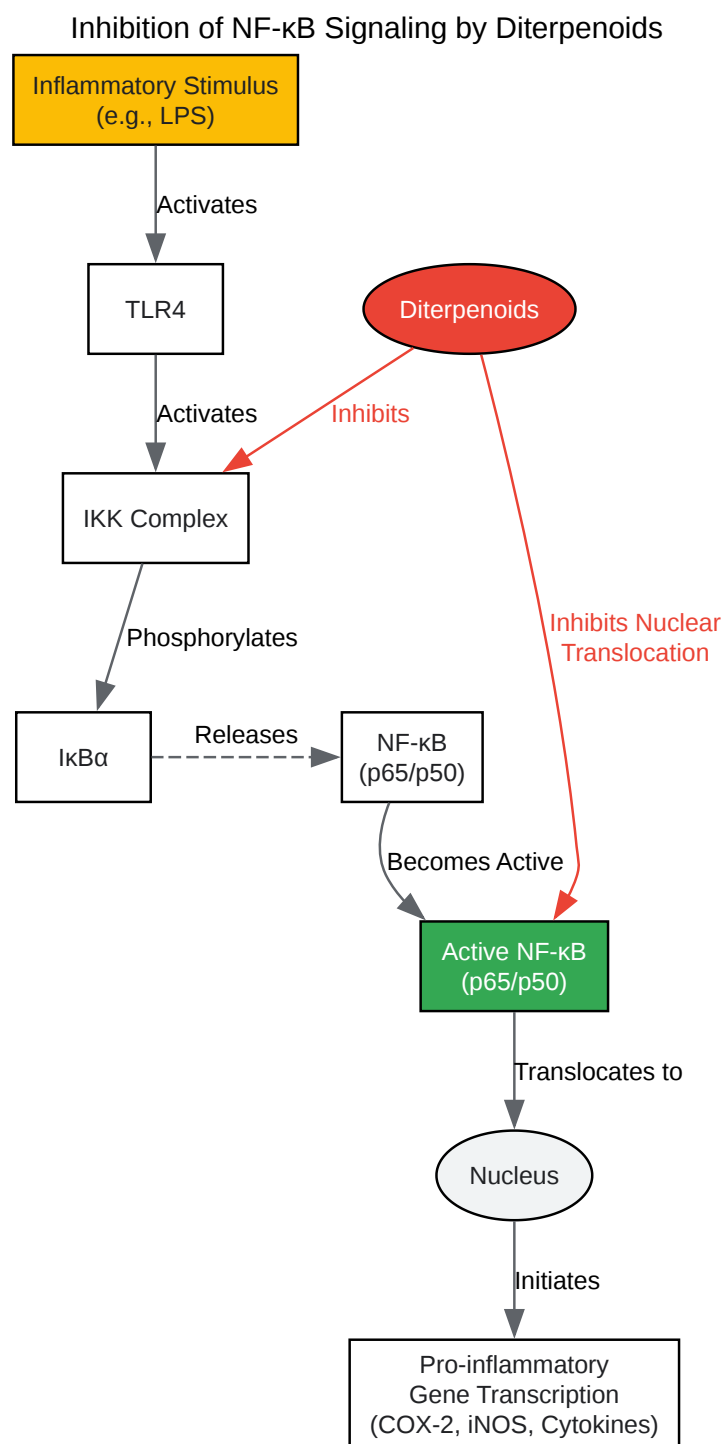 Inhibition of NF-κB Signaling by Diterpenoids
Inflammatory Stimulus
(e.g., LPS)
Activates
TLR4
Diterpenoids
Activates
Inhibits
IKK Complex
Phosphorylates
Inhibits Nuclear
Translocation
IκBα
Releases
NF-κB
(p65/p50)
Becomes Active
Active NF-κB
(p65/p50)
Translocates to
Nucleus
Initiates
Pro-inflammatory
Gene Transcription
(COX-2, iNOS, Cytokines)